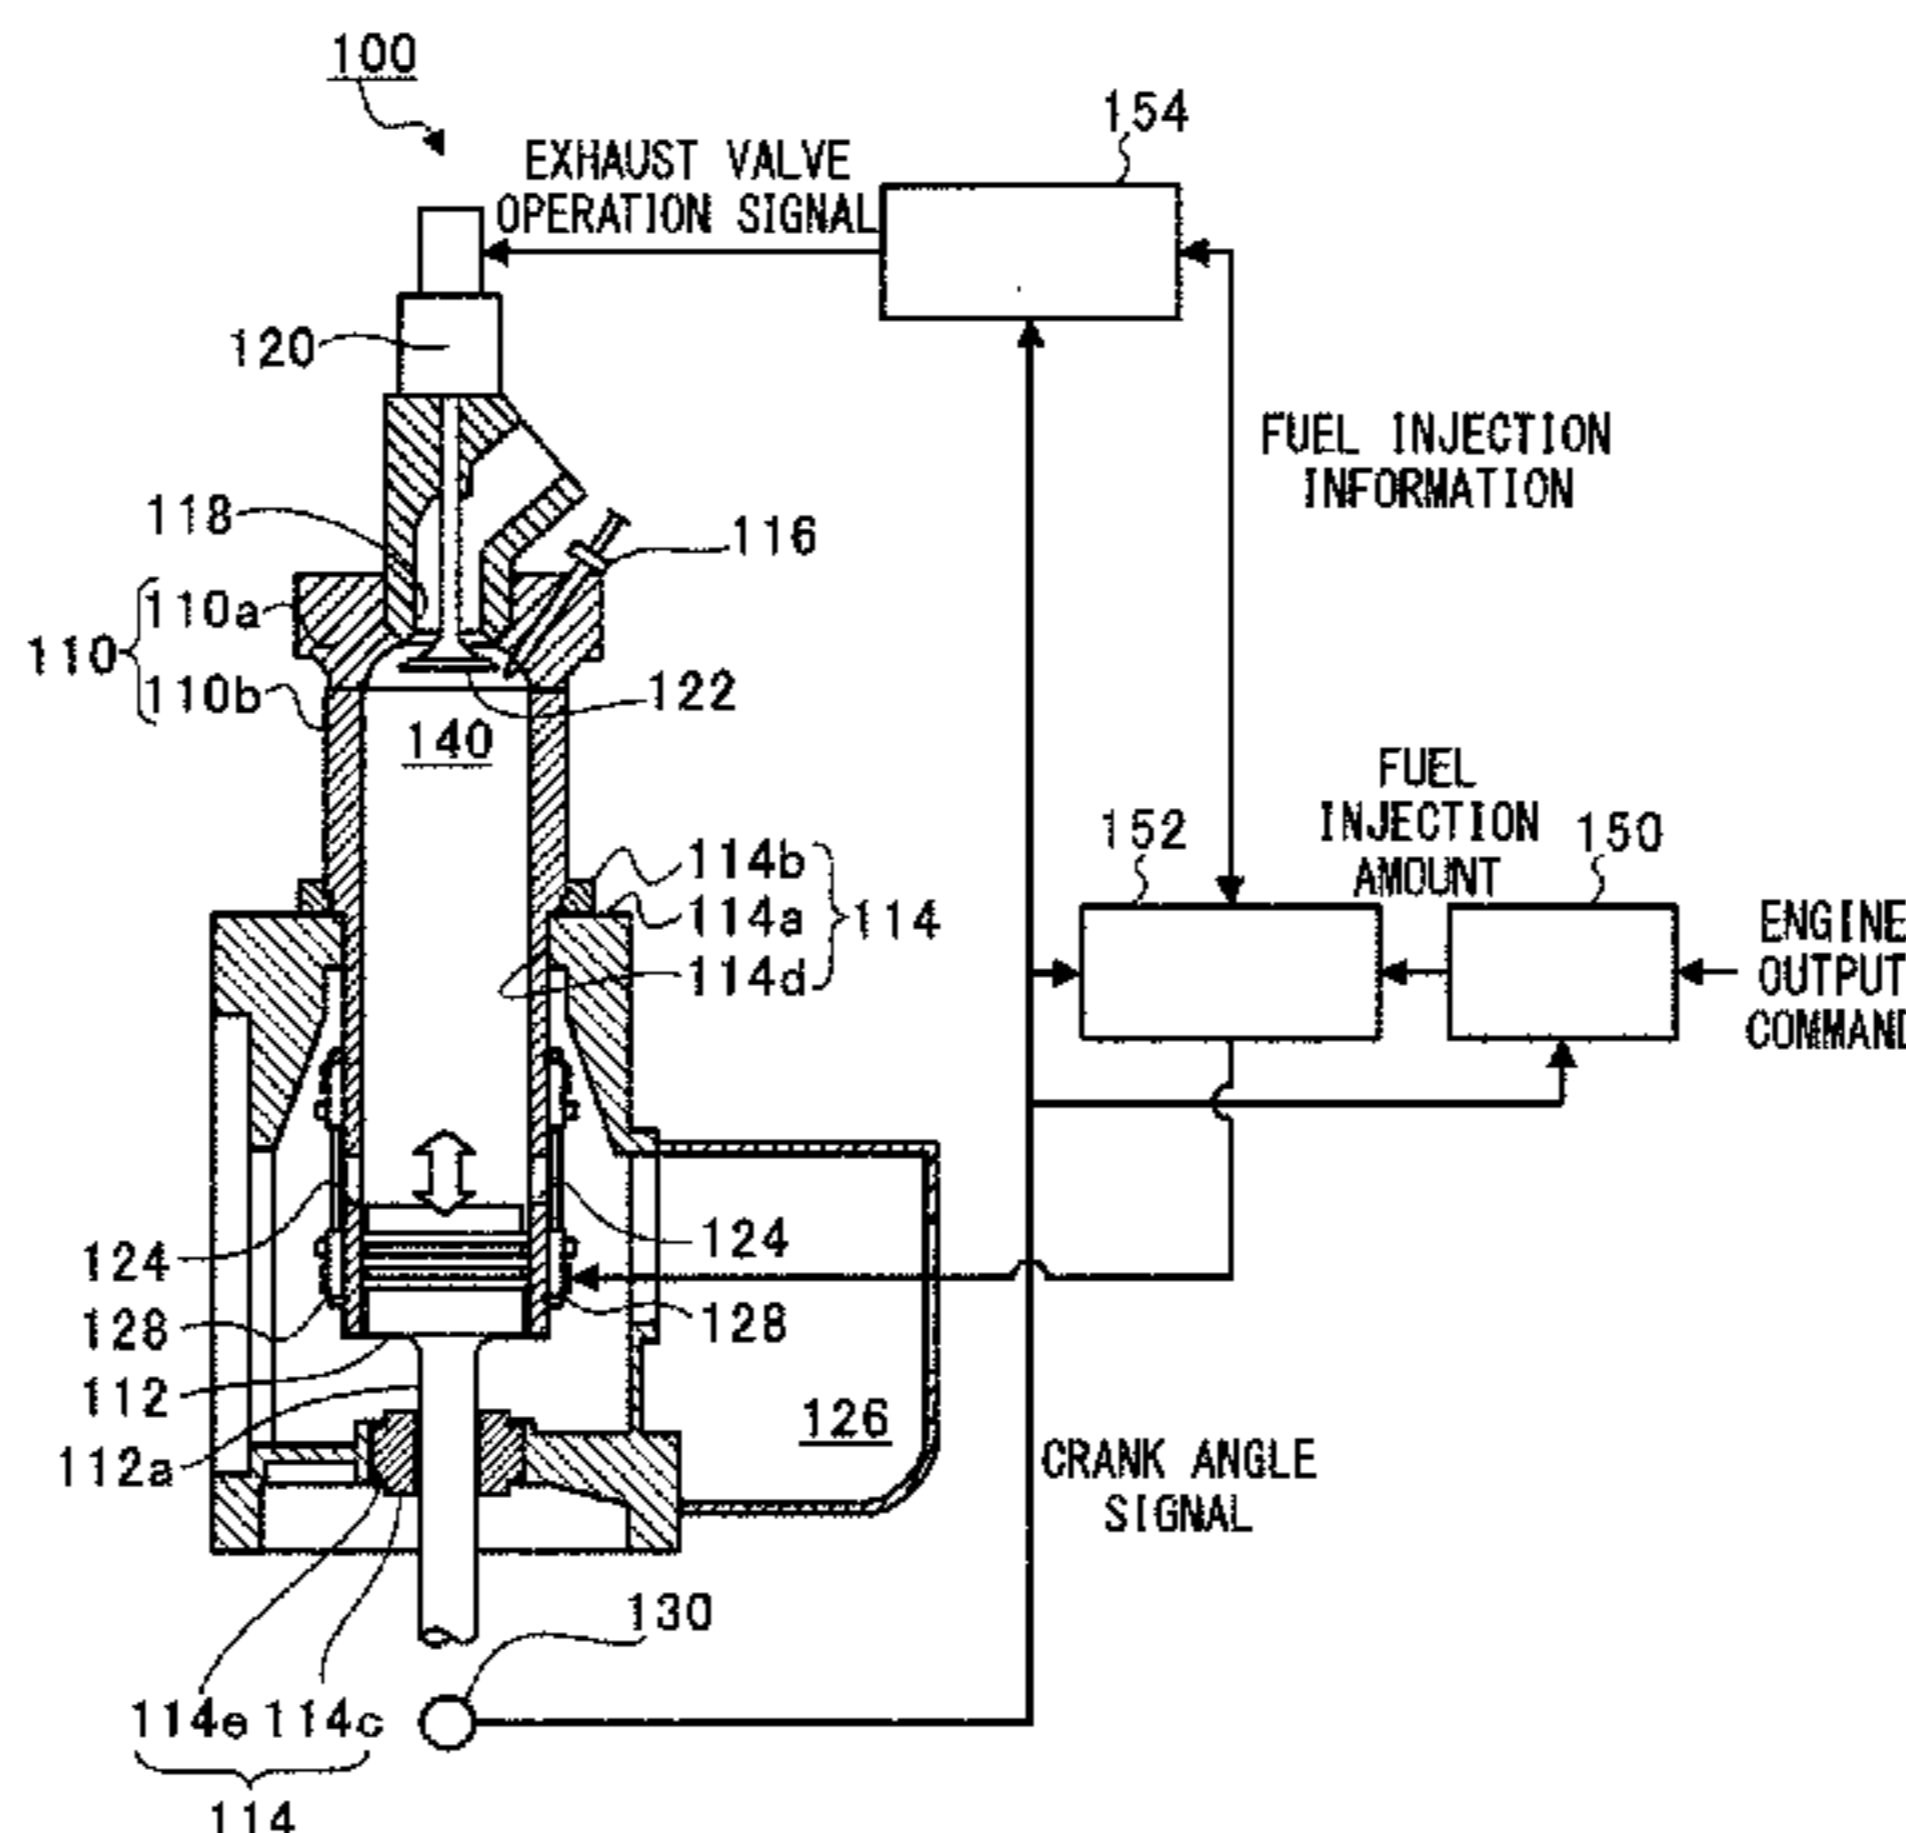 100
154
EXHAUST VALVE
OPERATION SIGNAL
120
FUEL INJECTION
INFORMATION
118
116
110a
110
110b
122
140
FUEL
INJECTION
AMOUNT
152
150
114b
114a
114
114d
ENGINE
OUTPUT
COMMAND
124
124
128
128
112
126
112a
CRANK ANGLE
SIGNAL
130
114e 114c
114